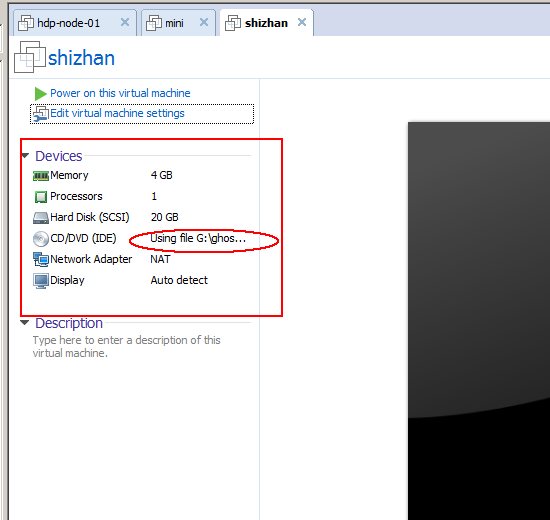 hdp-node-01
mini
shizhan
shizhan
Power on this virtual machine
Edit virtual machine settings
Devices
Memory 4 GB
Processors 1
Hard Disk (SCSI) 20 GB
CD/DVD (IDE) Using file G:\ghos...
Network Adapter NAT
Display Auto detect
Description
Type here to enter a description of this
virtual machine.